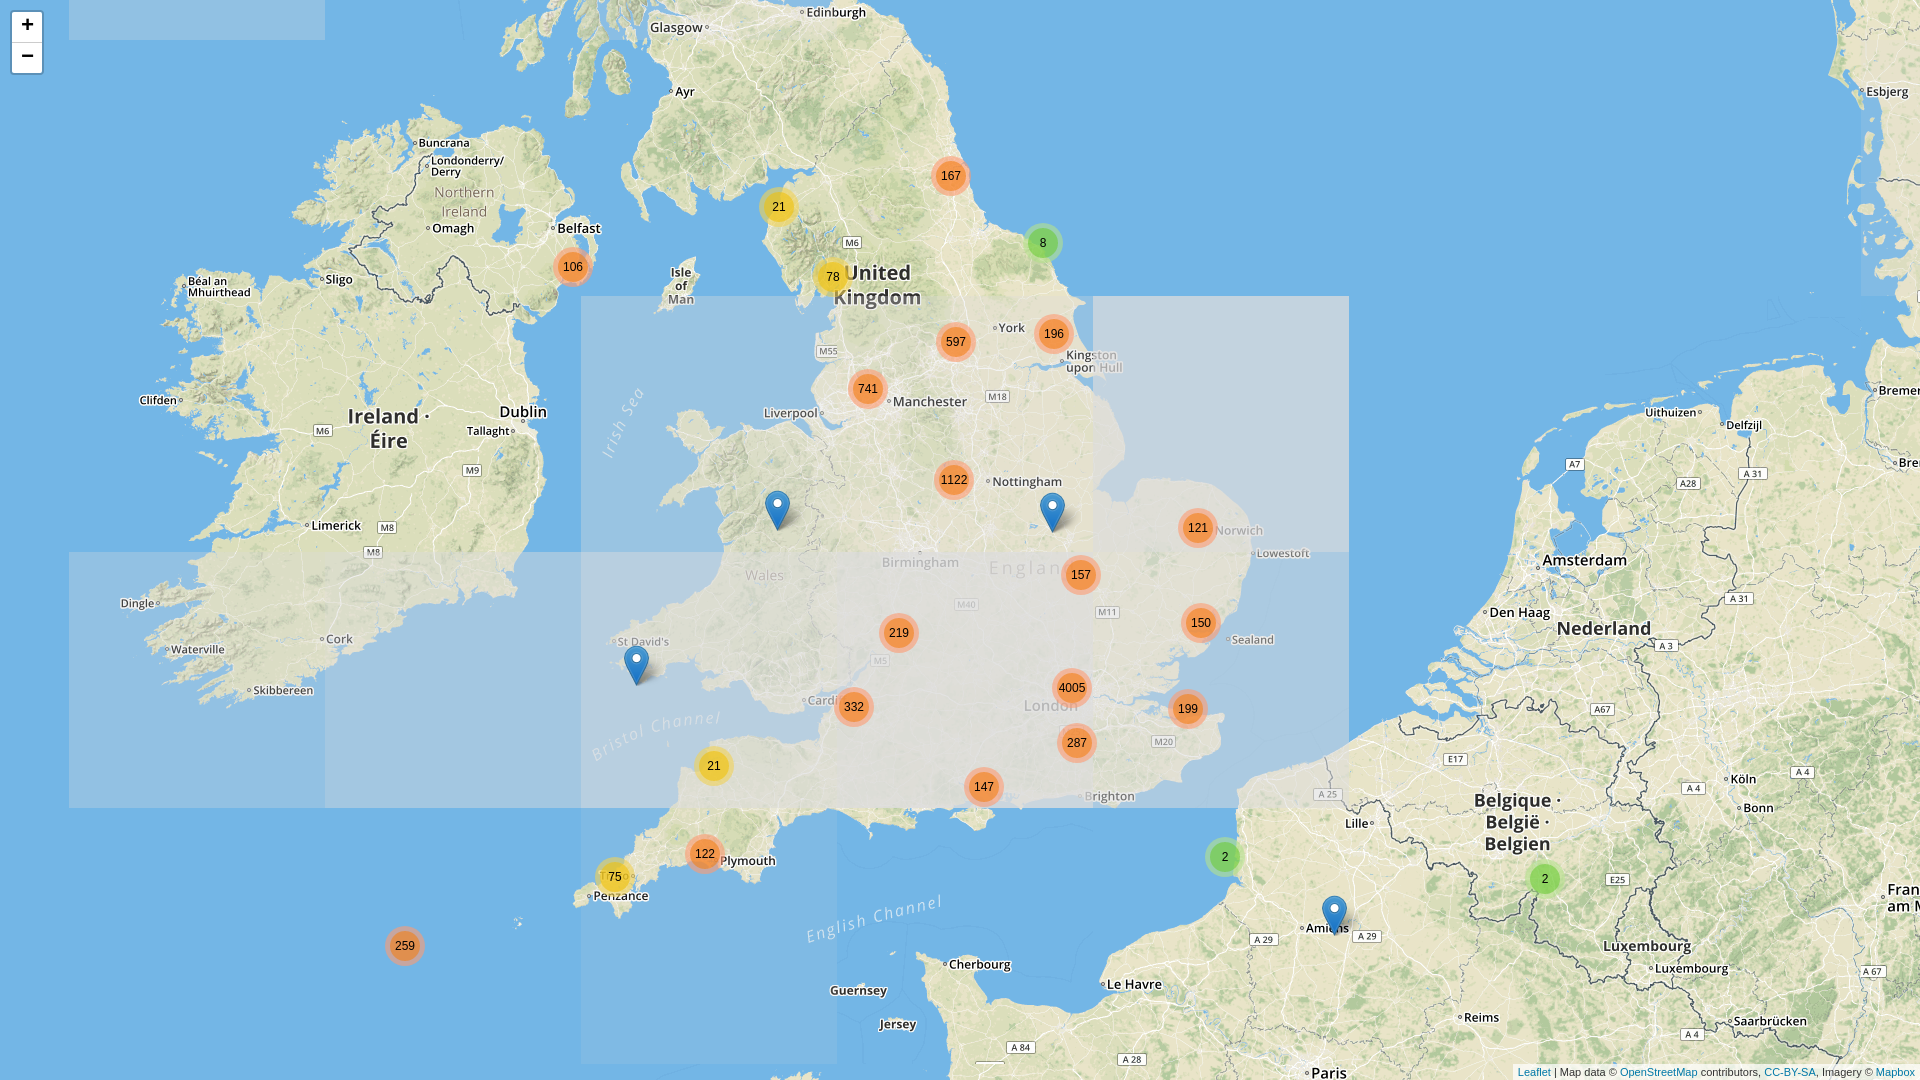 +
−
Edinburgh
Glasgow
Ayr
Esbjerg
Buncrana
Londonderry/
Derry
167
Northern
Ireland
21
Omagh
Belfast
M6
8
106
78
United
Kingdom
Isle
of
Man
Sligo
Béal an
Mhuirthead
York
196
597
M55
Kingston
upon Hull
741
Manchester
M18
Clifden
Dublin
Liverpool
Uithuizen
Ireland ·
Éire
M6
Tallaght
Irish Sea
Delfzijl
A7
A 31
M9
1122
Nottingham
A28
Limerick
M8
121
Norwich
M8
Birmingham
Lowestoft
Amsterdam
Wales
157
England
Dingle
M40
M11
A 31
Den Haag
219
150
Nederland
Cork
St David's
Sealand
A 3
Waterville
M5
Skibbereen
4005
332
London
199
A67
Bristol Channel
287
M20
E17
21
147
Brighton
A 25
A 4
Köln
A 4
Belgique ·
België ·
Belgien
Bonn
Lille
122
Plymouth
2
75
2
E25
Penzance
English Channel
Amiens
A 29
A 29
259
Luxembourg
Cherbourg
Luxembourg
A 67
Le Havre
Guernsey
Jersey
Reims
Saarbrücken
A 4
A 84
A 28
Paris
Leaflet | Map data © OpenStreetMap contributors, CC-BY-SA, Imagery © Mapbox